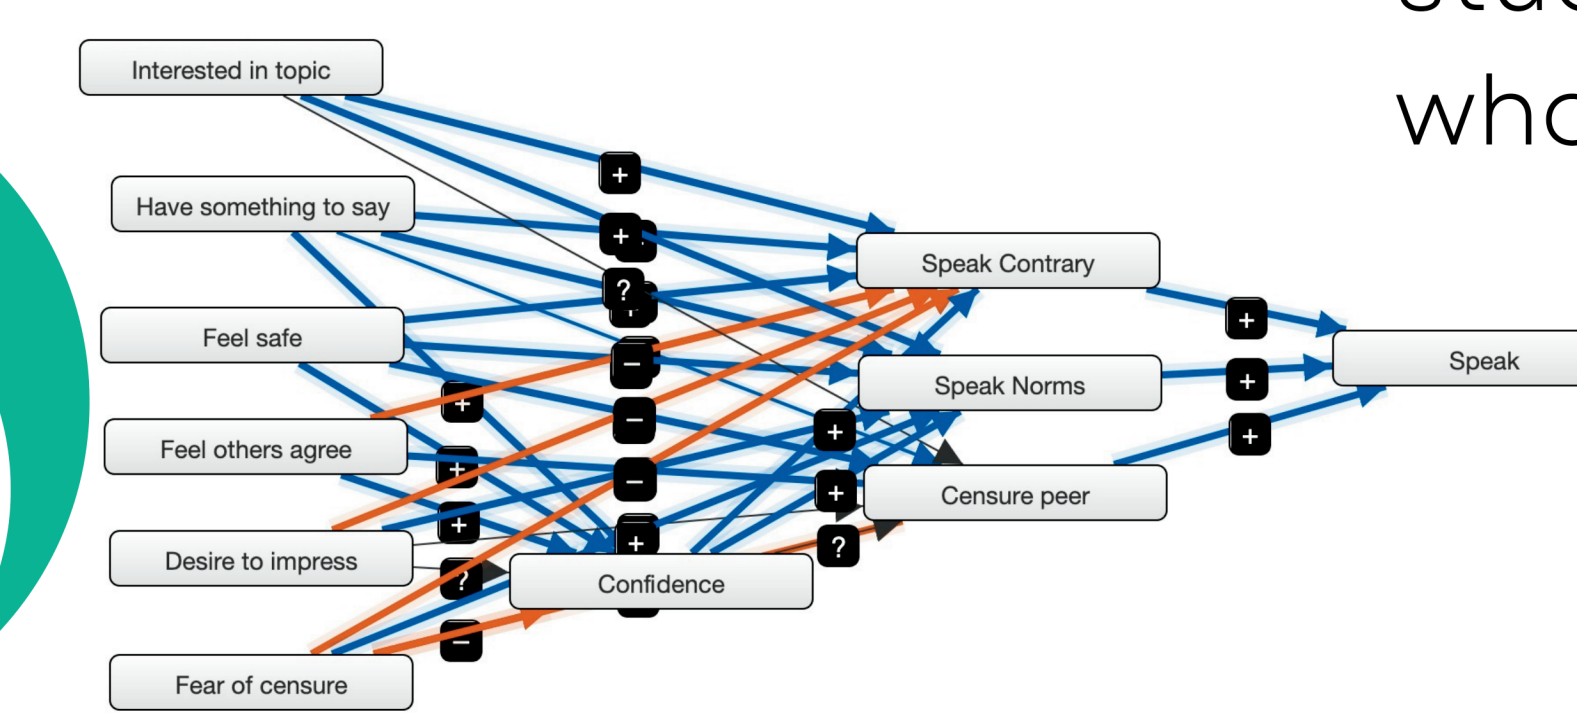 who
Interested in topic
+
Have something to say
+
?
Speak Contrary
+
Feel safe
+
−
Speak Norms
+
Speak
+
−
+
+
Feel others agree
+
−
+
Censure peer
+
+
?
Desire to impress
?
Confidence
−
Fear of censure